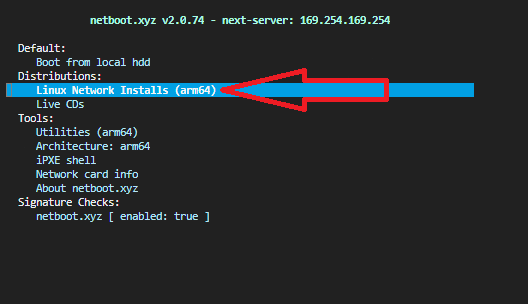 netboot.xyz v2.0.74 - next-server: 169.254.169.254
Default:
Boot from local hdd
Distributions:
Linux Network Installs (arm64)
Live CDs
Tools:
Utilities (arm64)
Architecture: arm64
iPXE shell
Network card info
About netboot.xyz
Signature Checks:
netboot.xyz [ enabled: true ]